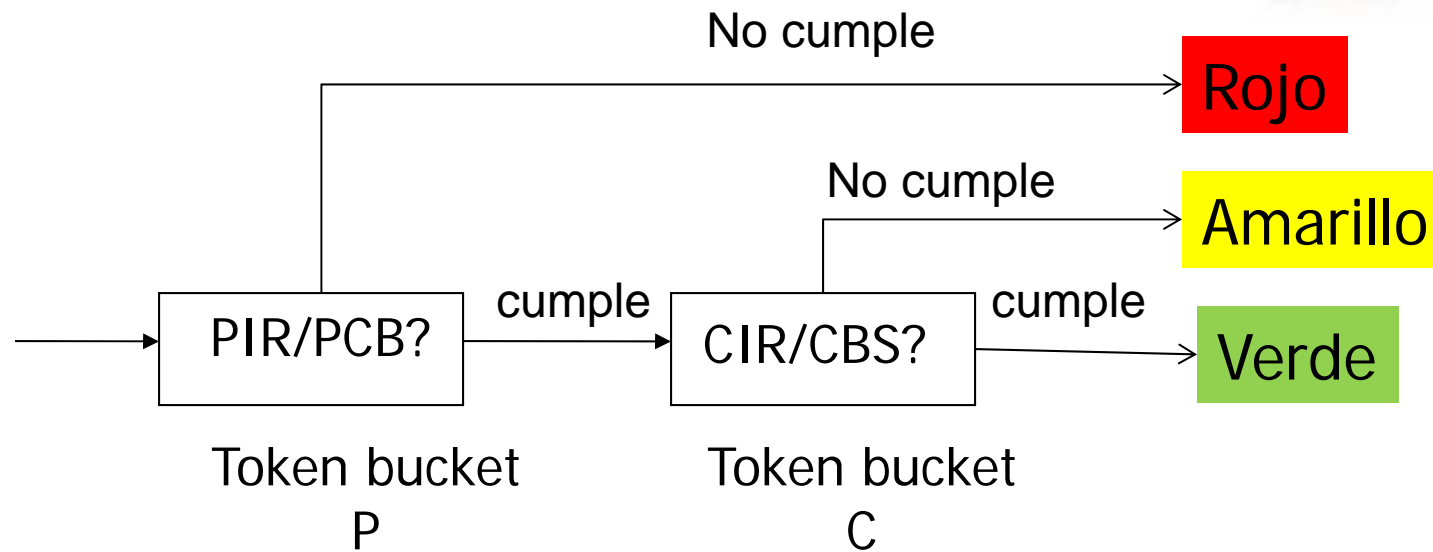 No cumple
Rojo
No cumple
Amarillo
PIR/PCB?
cumple
CIR/CBS?
cumple
Verde
Token bucket
P
Token bucket
C